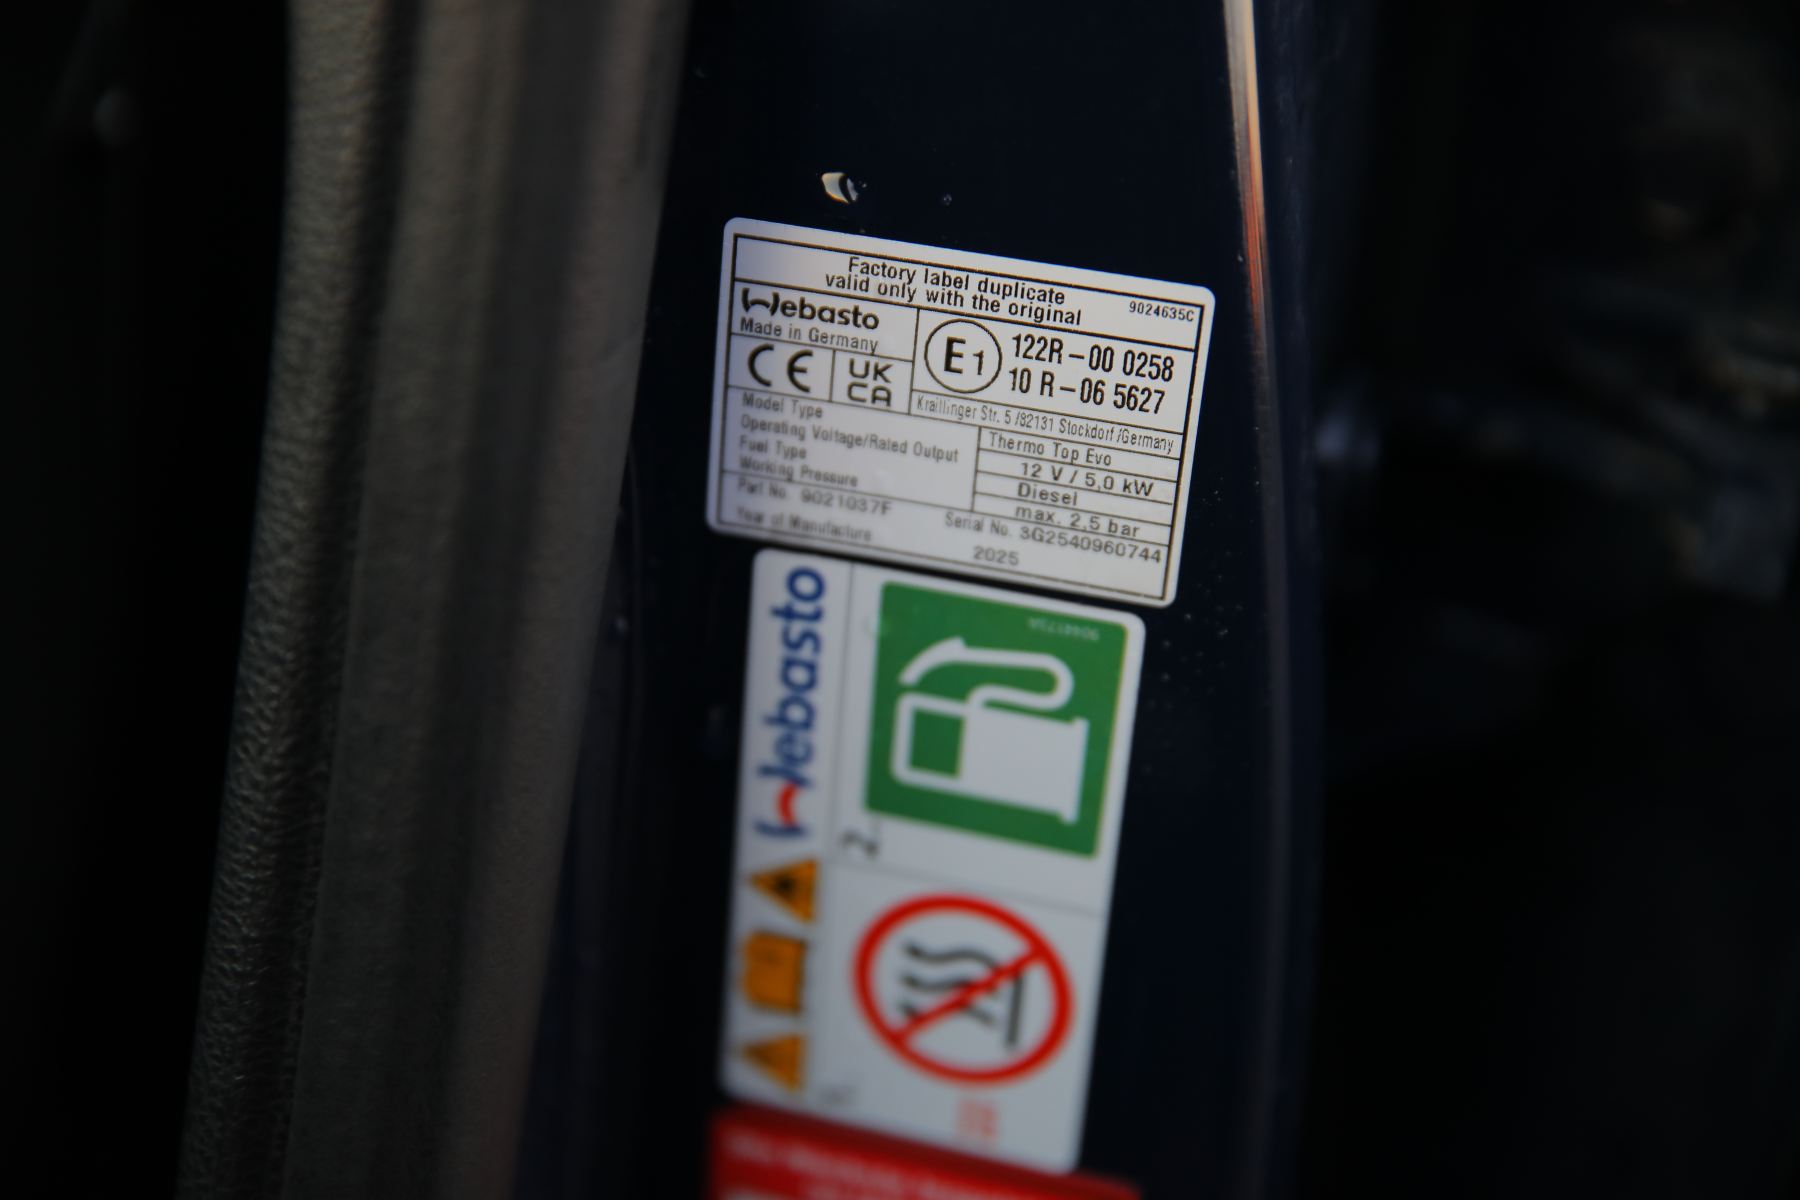 Factory label duplicate
valid only with the original
9024635C
Webasto
Made in Germany
CE
UK
CA
E1
122R-00 0258
10 R-06 5627
Kraillinger Str. 5 /82131 Stockdorf /Germany
Model Type
Thermo Top Evo
Operating Voltage/Rated Output
12 V / 5,0 kW
Fuel Type
Diesel
Working Pressure
max. 2,5 bar
Part No. 9021037F
Serial No. 3G2540960744
Year of Manufacture
2025
Webasto
9044173A